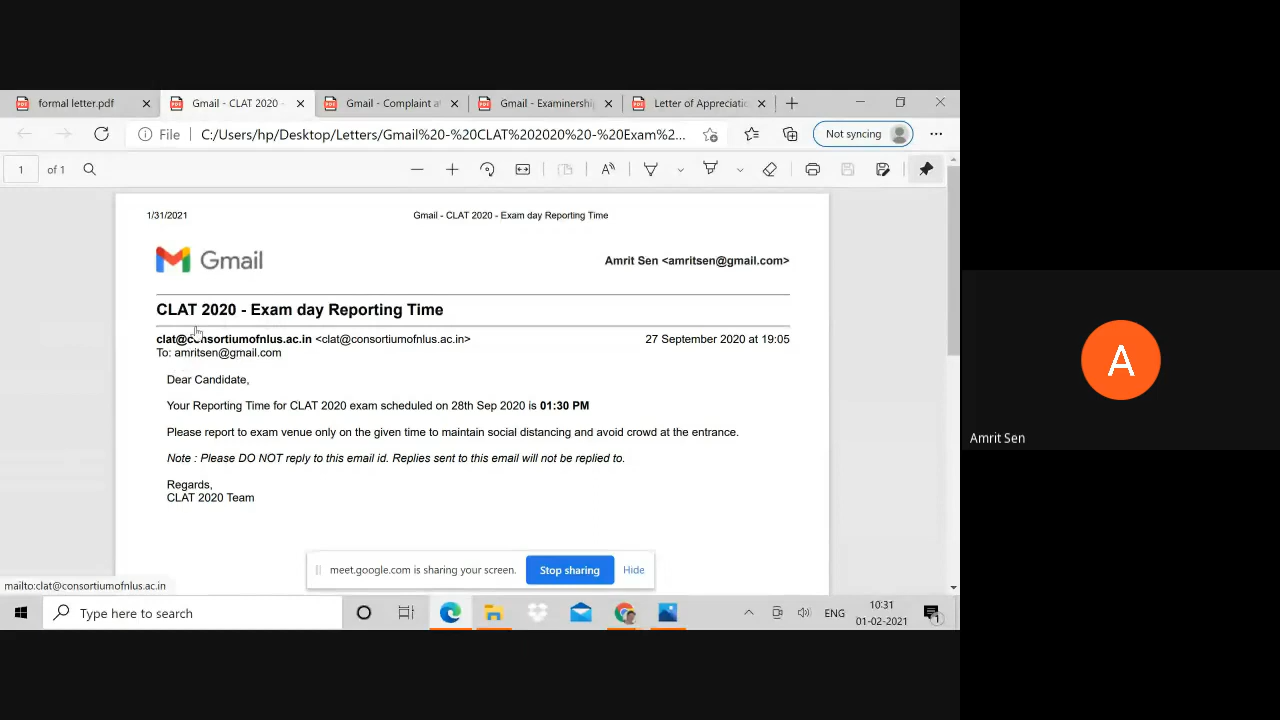 formal letter.pdf
Gmail - CLAT 2020 -
Gmail - Complaint a
Gmail - Examinership
Letter of Appreciatio
File
C:/Users/hp/Desktop/Letters/Gmail%20-%20CLAT%202020%20-%20Exam%2...
Not syncing
1 of 1
1/31/2021
Gmail - CLAT 2020 - Exam day Reporting Time
Gmail
Amrit Sen <amritsen@gmail.com>
CLAT 2020 - Exam day Reporting Time
clat@consortiumofnlus.ac.in <clat@consortiumofnlus.ac.in>
27 September 2020 at 19:05
To: amritsen@gmail.com
Dear Candidate,
Your Reporting Time for CLAT 2020 exam scheduled on 28th Sep 2020 is 01:30 PM
Please report to exam venue only on the given time to maintain social distancing and avoid crowd at the entrance.
Note : Please DO NOT reply to this email id. Replies sent to this email will not be replied to.
Regards,
CLAT 2020 Team
meet.google.com is sharing your screen.
Stop sharing
Hide
mailto:clat@consortiumofnlus.ac.in
Type here to search
ENG
10:31
01-02-2021
1
A
Amrit Sen